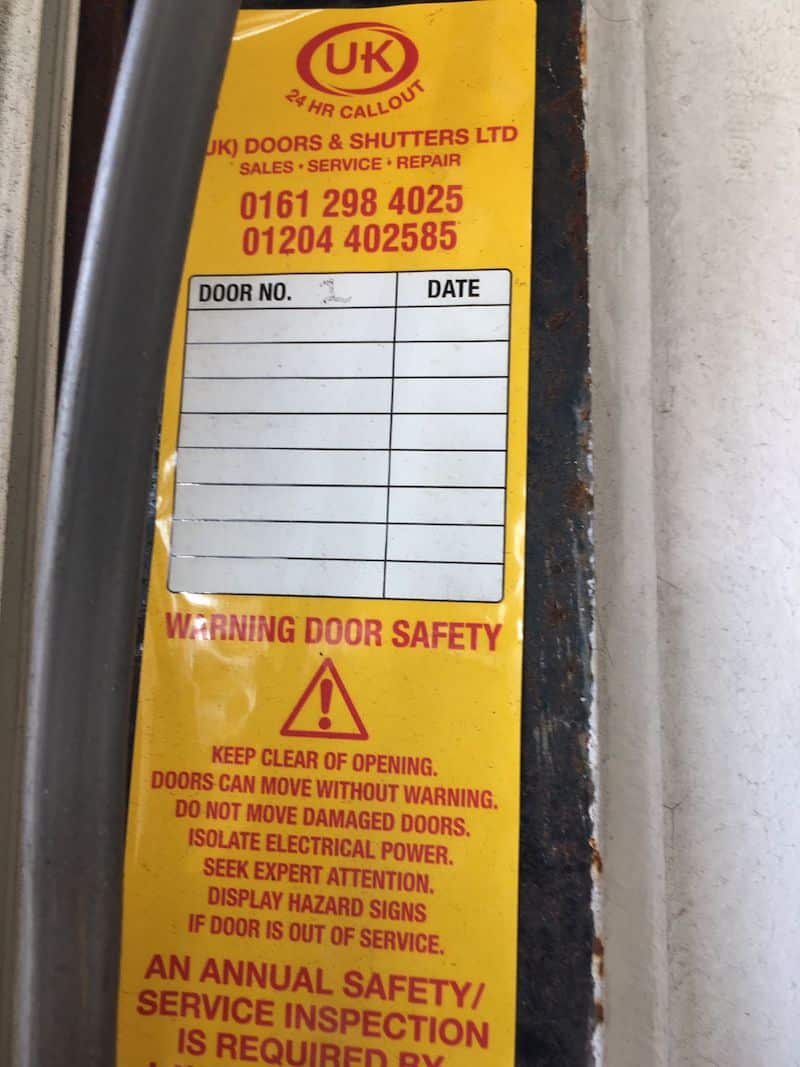 UK
24 HR CALLOUT
UK) DOORS & SHUTTERS LTD
SALES • SERVICE • REPAIR
0161 298 4025
01204 402585
DOOR NO. 1 DATE
WARNING DOOR SAFETY
!
KEEP CLEAR OF OPENING.
DOORS CAN MOVE WITHOUT WARNING.
DO NOT MOVE DAMAGED DOORS.
ISOLATE ELECTRICAL POWER.
SEEK EXPERT ATTENTION.
DISPLAY HAZARD SIGNS
IF DOOR IS OUT OF SERVICE.
AN ANNUAL SAFETY/
SERVICE INSPECTION
IS REQUIRED BY